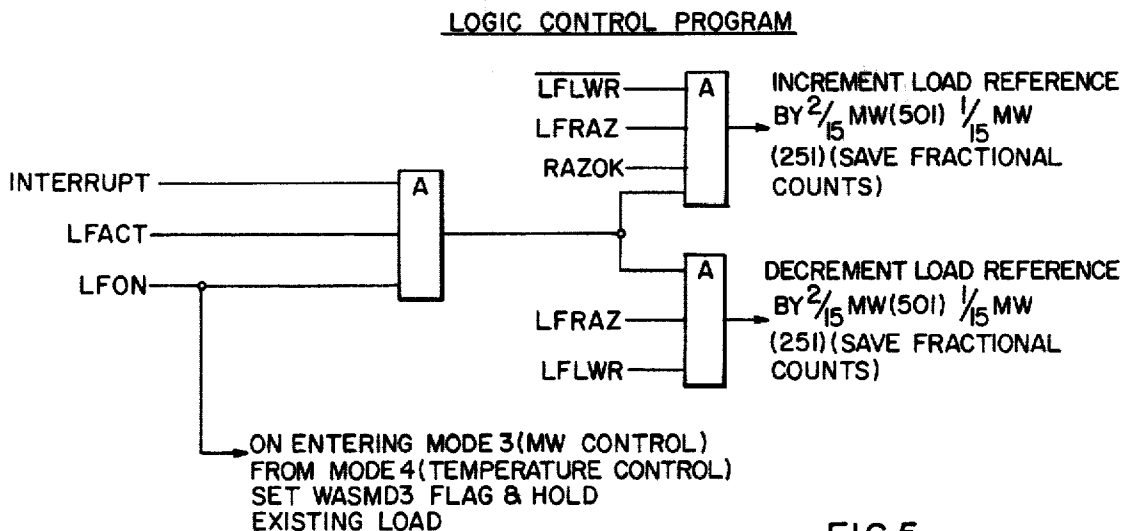 LOGIC CONTROL PROGRAM
LFLWR
LFRAZ
RAZOK
A
INCREMENT LOAD REFERENCE
BY 2/15 MW(501) 1/15 MW
(251)(SAVE FRACTIONAL
COUNTS)
INTERRUPT
LFACT
LFON
A
A
LFRAZ
LFLWR
DECREMENT LOAD REFERENCE
BY 2/15 MW(501) 1/15 MW
(251)(SAVE FRACTIONAL
COUNTS)
ON ENTERING MODE 3(MW CONTROL)
FROM MODE 4(TEMPERATURE CONTROL)
SET WASMD3 FLAG & HOLD
EXISTING LOAD